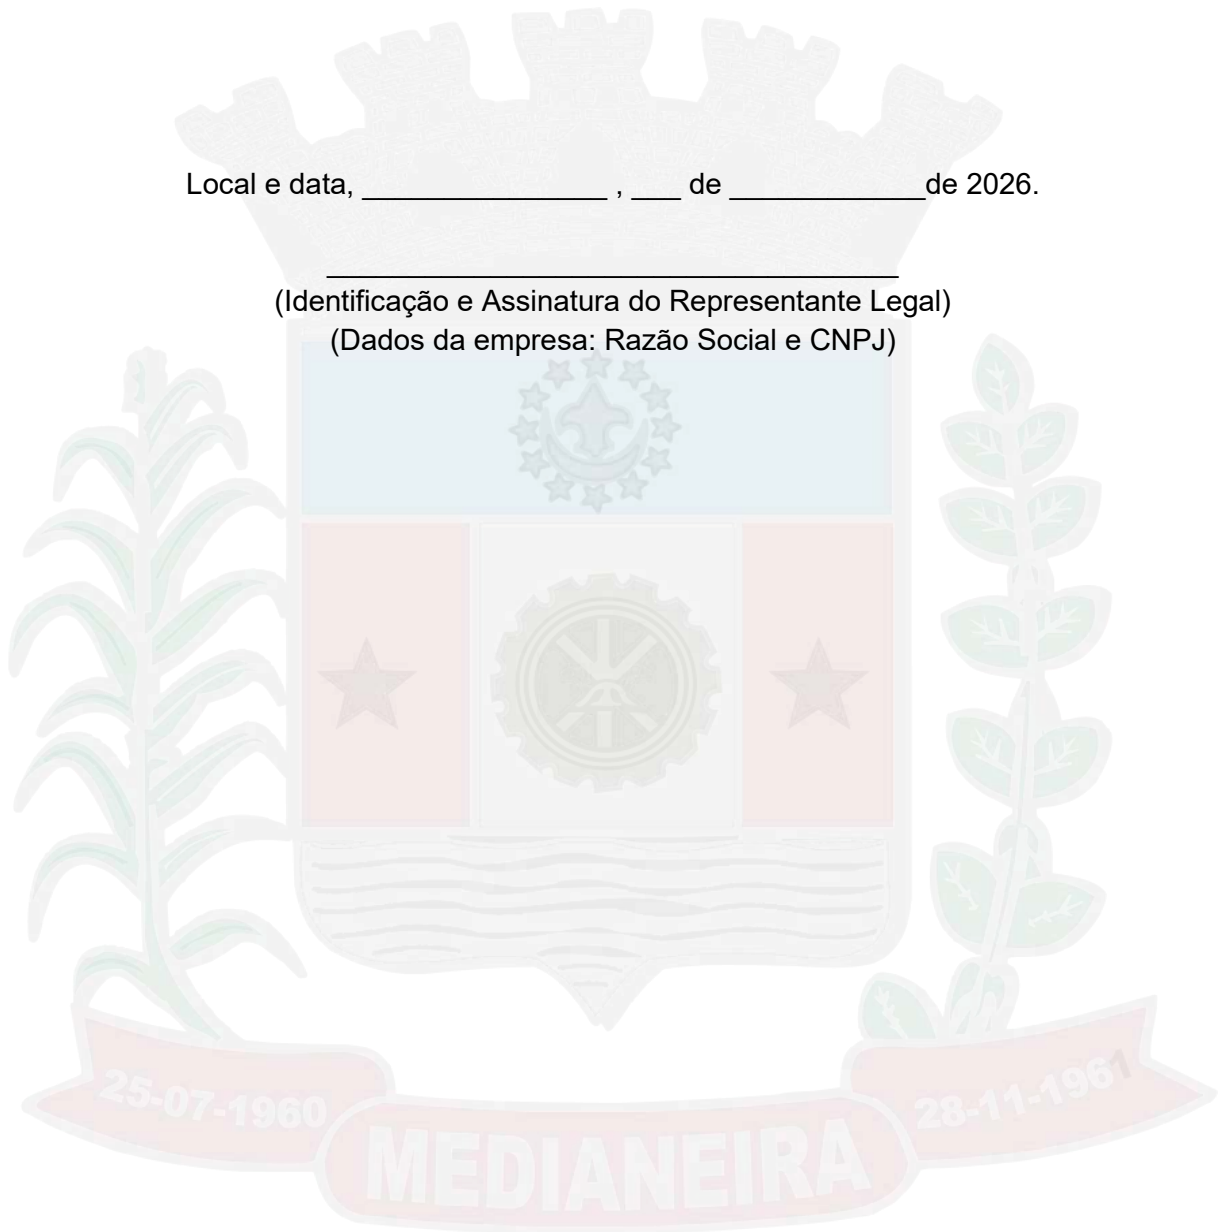 Local e data, _______________ , ___ de ____________de 2026.
___________________________________
(Identificação e Assinatura do Representante Legal)
(Dados da empresa: Razão Social e CNPJ)
25-07-1960
28-11-1961
MEDIANEIRA